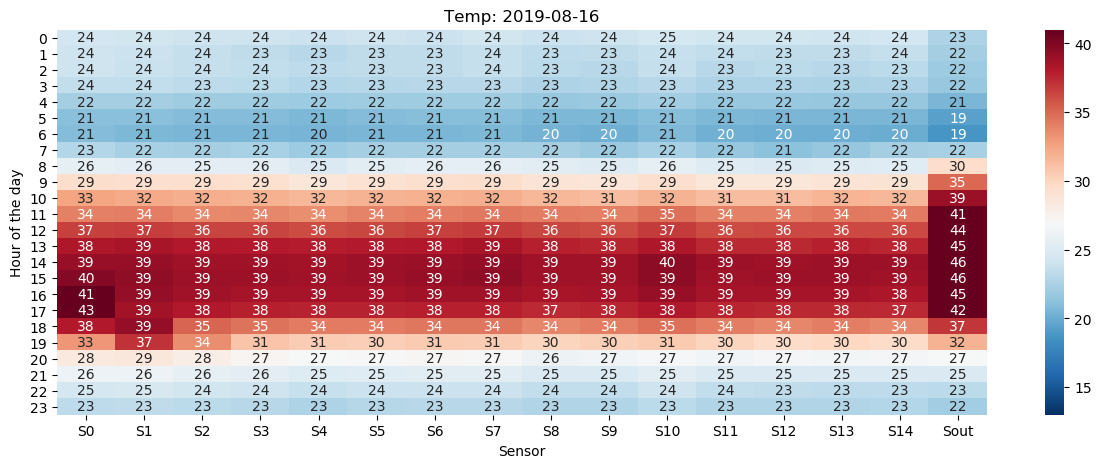 Temp: 2019-08-16
0 24 24 24 24 24 24 24 24 24 24 25 24 24 24 24 23
1 24 24 24 23 23 23 23 24 23 23 24 24 23 23 24 22
2 24 24 24 24 23 23 23 24 23 23 24 23 23 23 23 22
3 24 24 23 23 23 23 23 23 23 23 23 23 23 23 23 22
4 22 22 22 22 22 22 22 22 22 22 22 22 22 22 22 21
5 21 21 21 21 21 21 21 21 21 21 21 21 21 21 21 19
6 21 21 21 21 20 21 21 21 20 20 21 20 20 20 20 19
7 23 22 22 22 22 22 22 22 22 22 22 22 21 22 22 22
8 26 26 25 26 25 25 26 26 25 25 26 25 25 25 25 30
9 29 29 29 29 29 29 29 29 29 29 29 29 29 29 29 35
10 33 32 32 32 32 32 32 32 32 31 32 31 31 32 32 39
11 34 34 34 34 34 34 34 34 34 34 35 34 34 34 34 41
12 37 37 36 36 36 36 37 37 36 36 37 36 36 36 36 44
13 38 39 38 38 38 38 38 39 38 38 38 38 38 38 38 45
14 39 39 39 39 39 39 39 39 39 39 40 39 39 39 39 46
15 40 39 39 39 39 39 39 39 39 39 39 39 39 39 39 46
16 41 39 39 39 39 39 39 39 39 39 39 39 39 39 38 45
17 43 39 38 38 38 38 38 38 37 38 38 38 38 38 37 42
18 38 39 35 35 34 34 34 34 34 34 35 34 34 34 34 37
19 33 37 34 31 31 30 31 31 30 30 31 30 30 30 30 32
20 28 29 28 27 27 27 27 27 26 27 27 27 27 27 27 27
21 26 26 26 26 25 25 25 25 25 25 25 25 25 25 25 25
22 25 25 24 24 24 24 24 24 24 24 24 24 23 23 23 23
23 23 23 23 23 23 23 23 23 23 23 23 23 23 23 23 22
S0 S1 S2 S3 S4 S5 S6 S7 S8 S9 S10 S11 S12 S13 S14 Sout
Sensor
Hour of the day
40
35
30
25
20
15